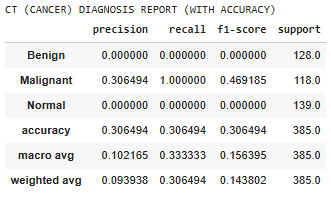 CT (CANCER) DIAGNOSIS REPORT (WITH ACCURACY)
precision recall f1-score support
Benign 0.000000 0.000000 0.000000 128.0
Malignant 0.306494 1.000000 0.469185 118.0
Normal 0.000000 0.000000 0.000000 139.0
accuracy 0.306494 0.306494 0.306494 385.0
macro avg 0.102165 0.333333 0.156395 385.0
weighted avg 0.093938 0.306494 0.143802 385.0